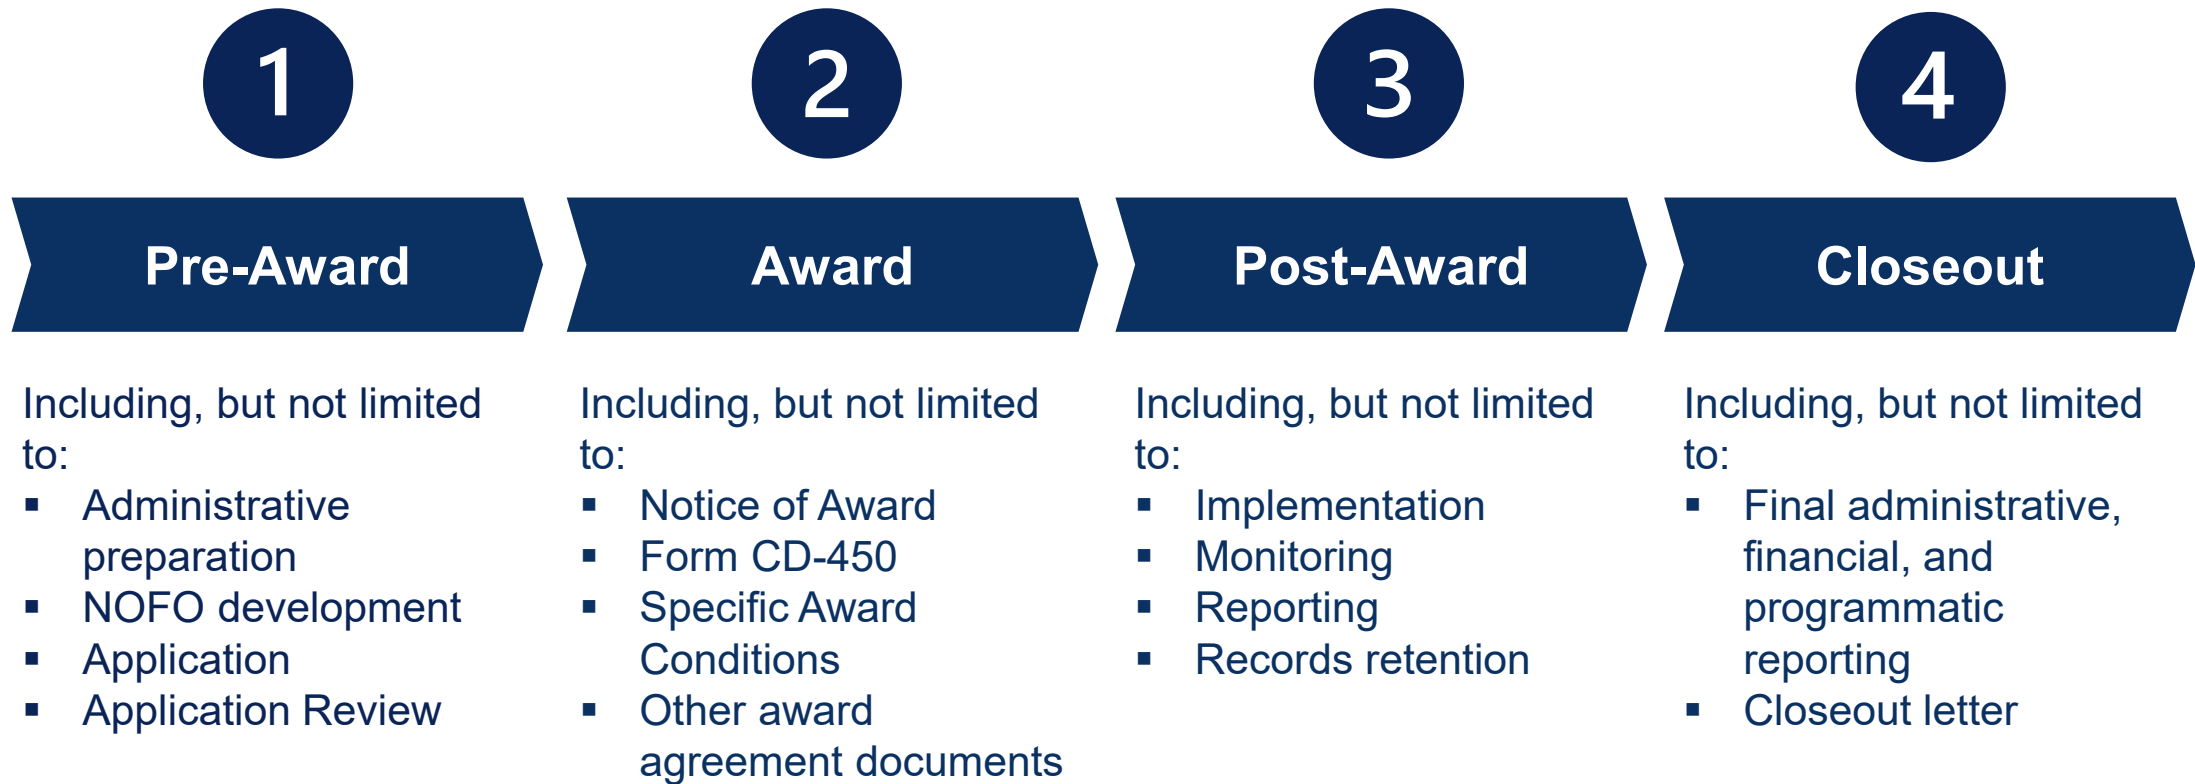 1
2
3
4
Pre-Award
Award
Post-Award
Closeout
Including, but not limited
to:
▪ Administrative
preparation
▪ NOFO development
▪ Application
▪ Application Review
Including, but not limited
to:
▪ Notice of Award
▪ Form CD-450
▪ Specific Award
Conditions
▪ Other award
agreement documents
Including, but not limited
to:
▪ Implementation
▪ Monitoring
▪ Reporting
▪ Records retention
Including, but not limited
to:
▪ Final administrative,
financial, and
programmatic
reporting
▪ Closeout letter